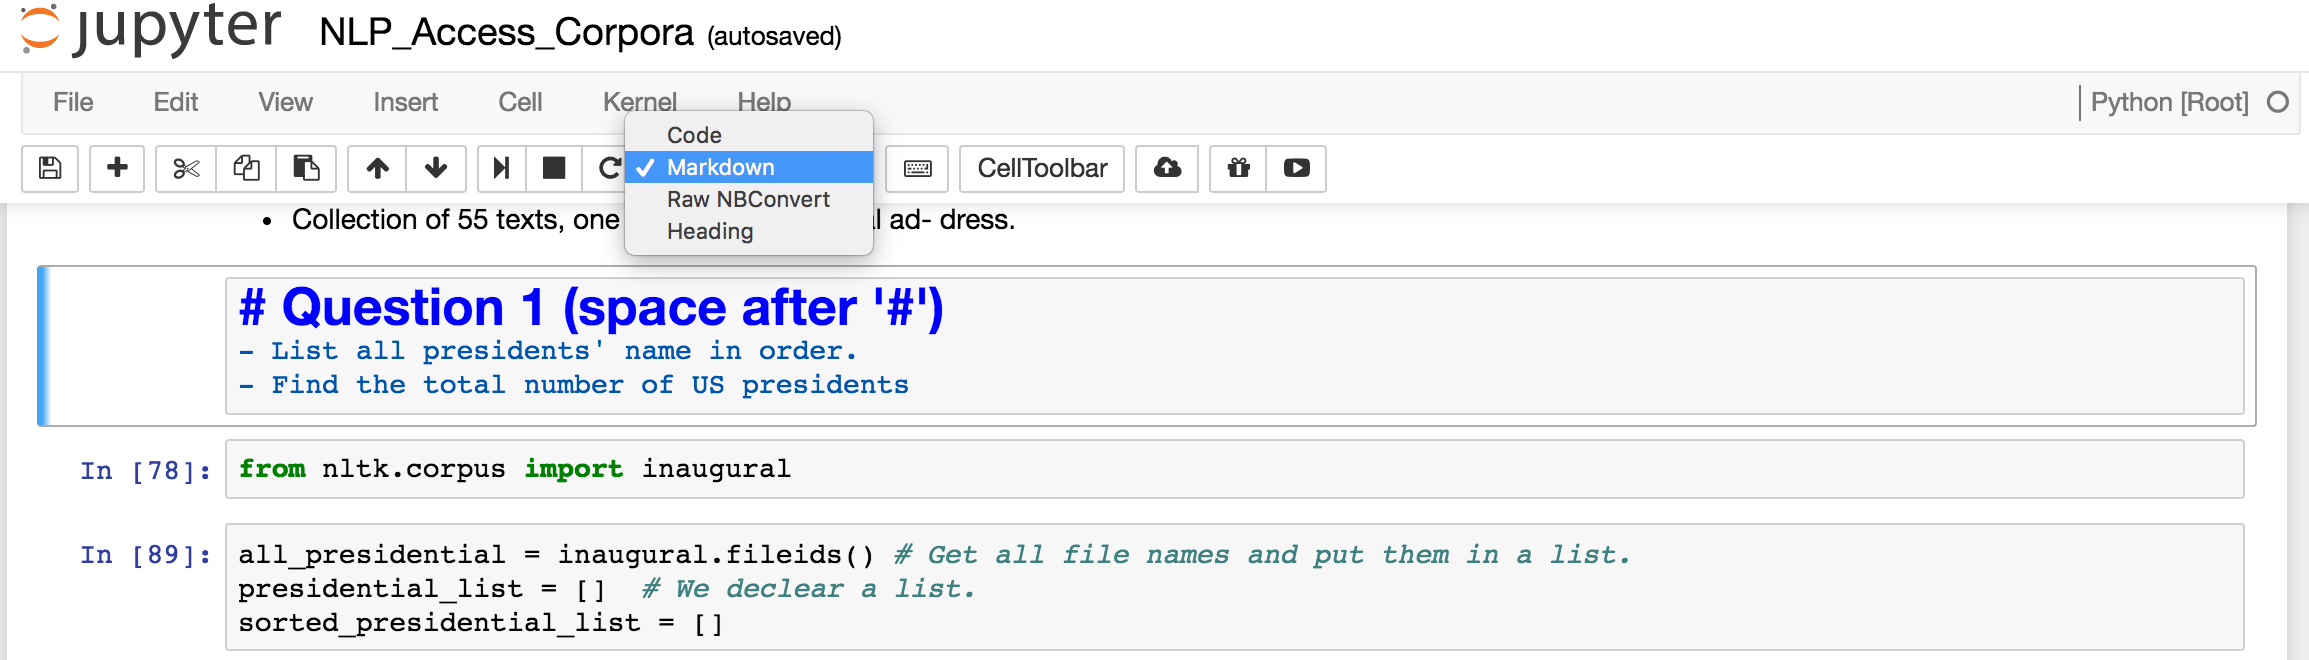 jupyter NLP_Access_Corpora (autosaved)
File Edit View Insert Cell Kernel Help Python [Root]
Code
Markdown
Raw NBConvert
Heading
CellToolbar
• Collection of 55 texts, one l ad- dress.
# Question 1 (space after '#')
- List all presidents' name in order.
- Find the total number of US presidents
In [78]: from nltk.corpus import inaugural
In [89]: all_presidential = inaugural.fileids() # Get all file names and put them in a list.
presidential_list = [] # We declear a list.
sorted_presidential_list = []